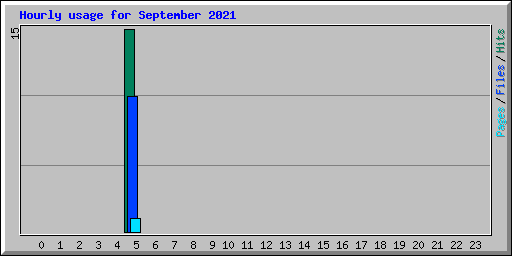 Hourly usage for September 2021
15
Pages/Files/Hits
0 1 2 3 4 5 6 7 8 9 10 11 12 13 14 15 16 17 18 19 20 21 22 23